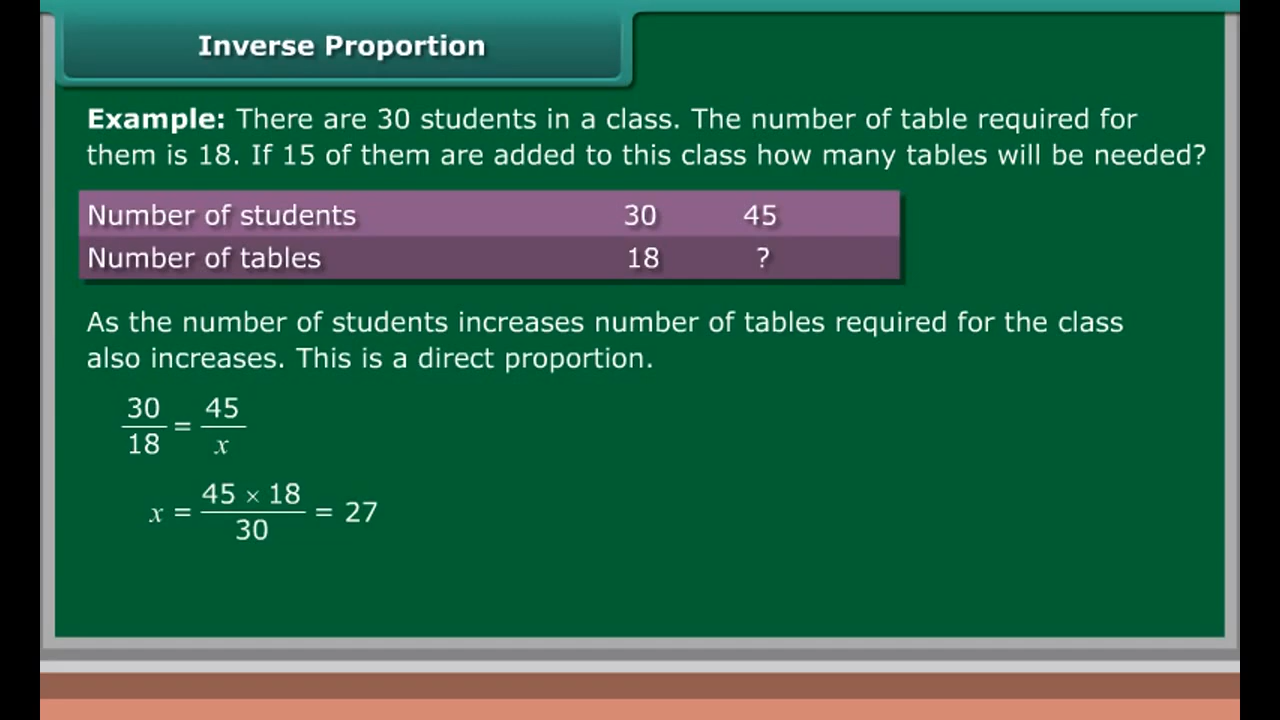 Inverse Proportion
Example: There are 30 students in a class. The number of table required for
them is 18. If 15 of them are added to this class how many tables will be needed?
Number of students 30 45
Number of tables 18 ?
As the number of students increases number of tables required for the class
also increases. This is a direct proportion.
30/18 = 45/x
x = 45 × 18/30 = 27